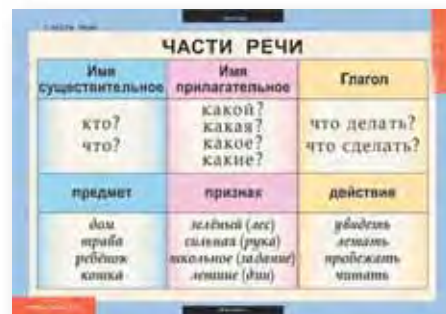 ЧАСТИ РЕЧИ
Имя существительное
Имя прилагательное
Глагол
кто?
что?
какой?
какая?
какое?
какие?
что делать?
что сделать?
предмет
признак
действия
дом
трава
ребёнок
кошка
зелёный (лес)
сильная (рука)
школьное (задание)
летние (дни)
увидеть
летать
пробежать
читать